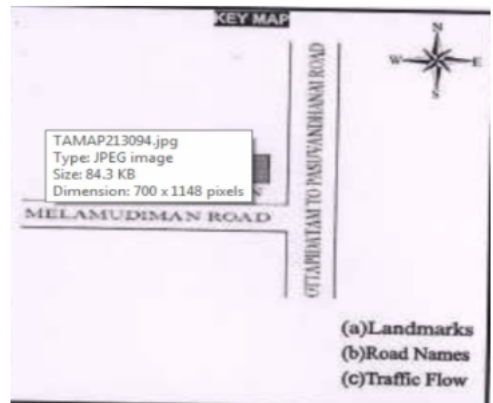 KEY MAP
N
W E
S
TAMAP213094.jpg
Type: JPEG image
Size: 84.3 KB
Dimension: 700 x 1148 pixels
MELAMUDIMAN ROAD
OTTAPIDATAM TO PASUVANDHANAI ROAD
(a)Landmarks
(b)Road Names
(c)Traffic Flow